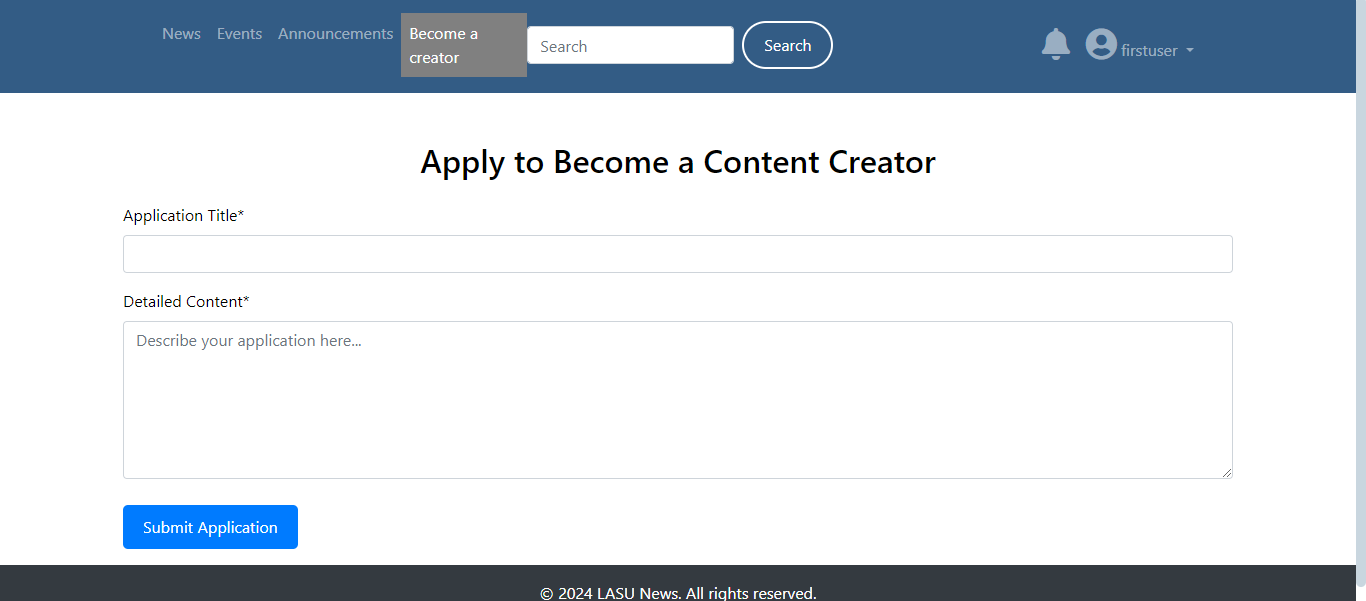 News Events Announcements Become a
creator
Search Search firstuser
Apply to Become a Content Creator
Application Title*
Detailed Content*
Describe your application here...
Submit Application
© 2024 LASU News. All rights reserved.